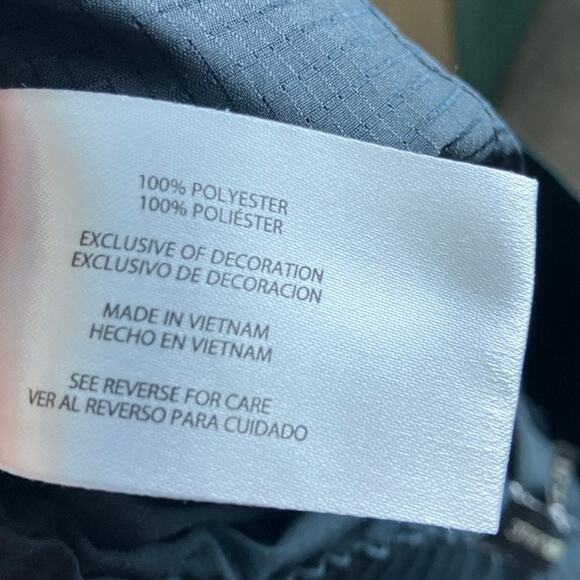 100% POLYESTER
100% POLIÉSTER
EXCLUSIVE OF DECORATION
EXCLUSIVO DE DECORACION
MADE IN VIETNAM
HECHO EN VIETNAM
SEE REVERSE FOR CARE
VER AL REVERSO PARA CUIDADO